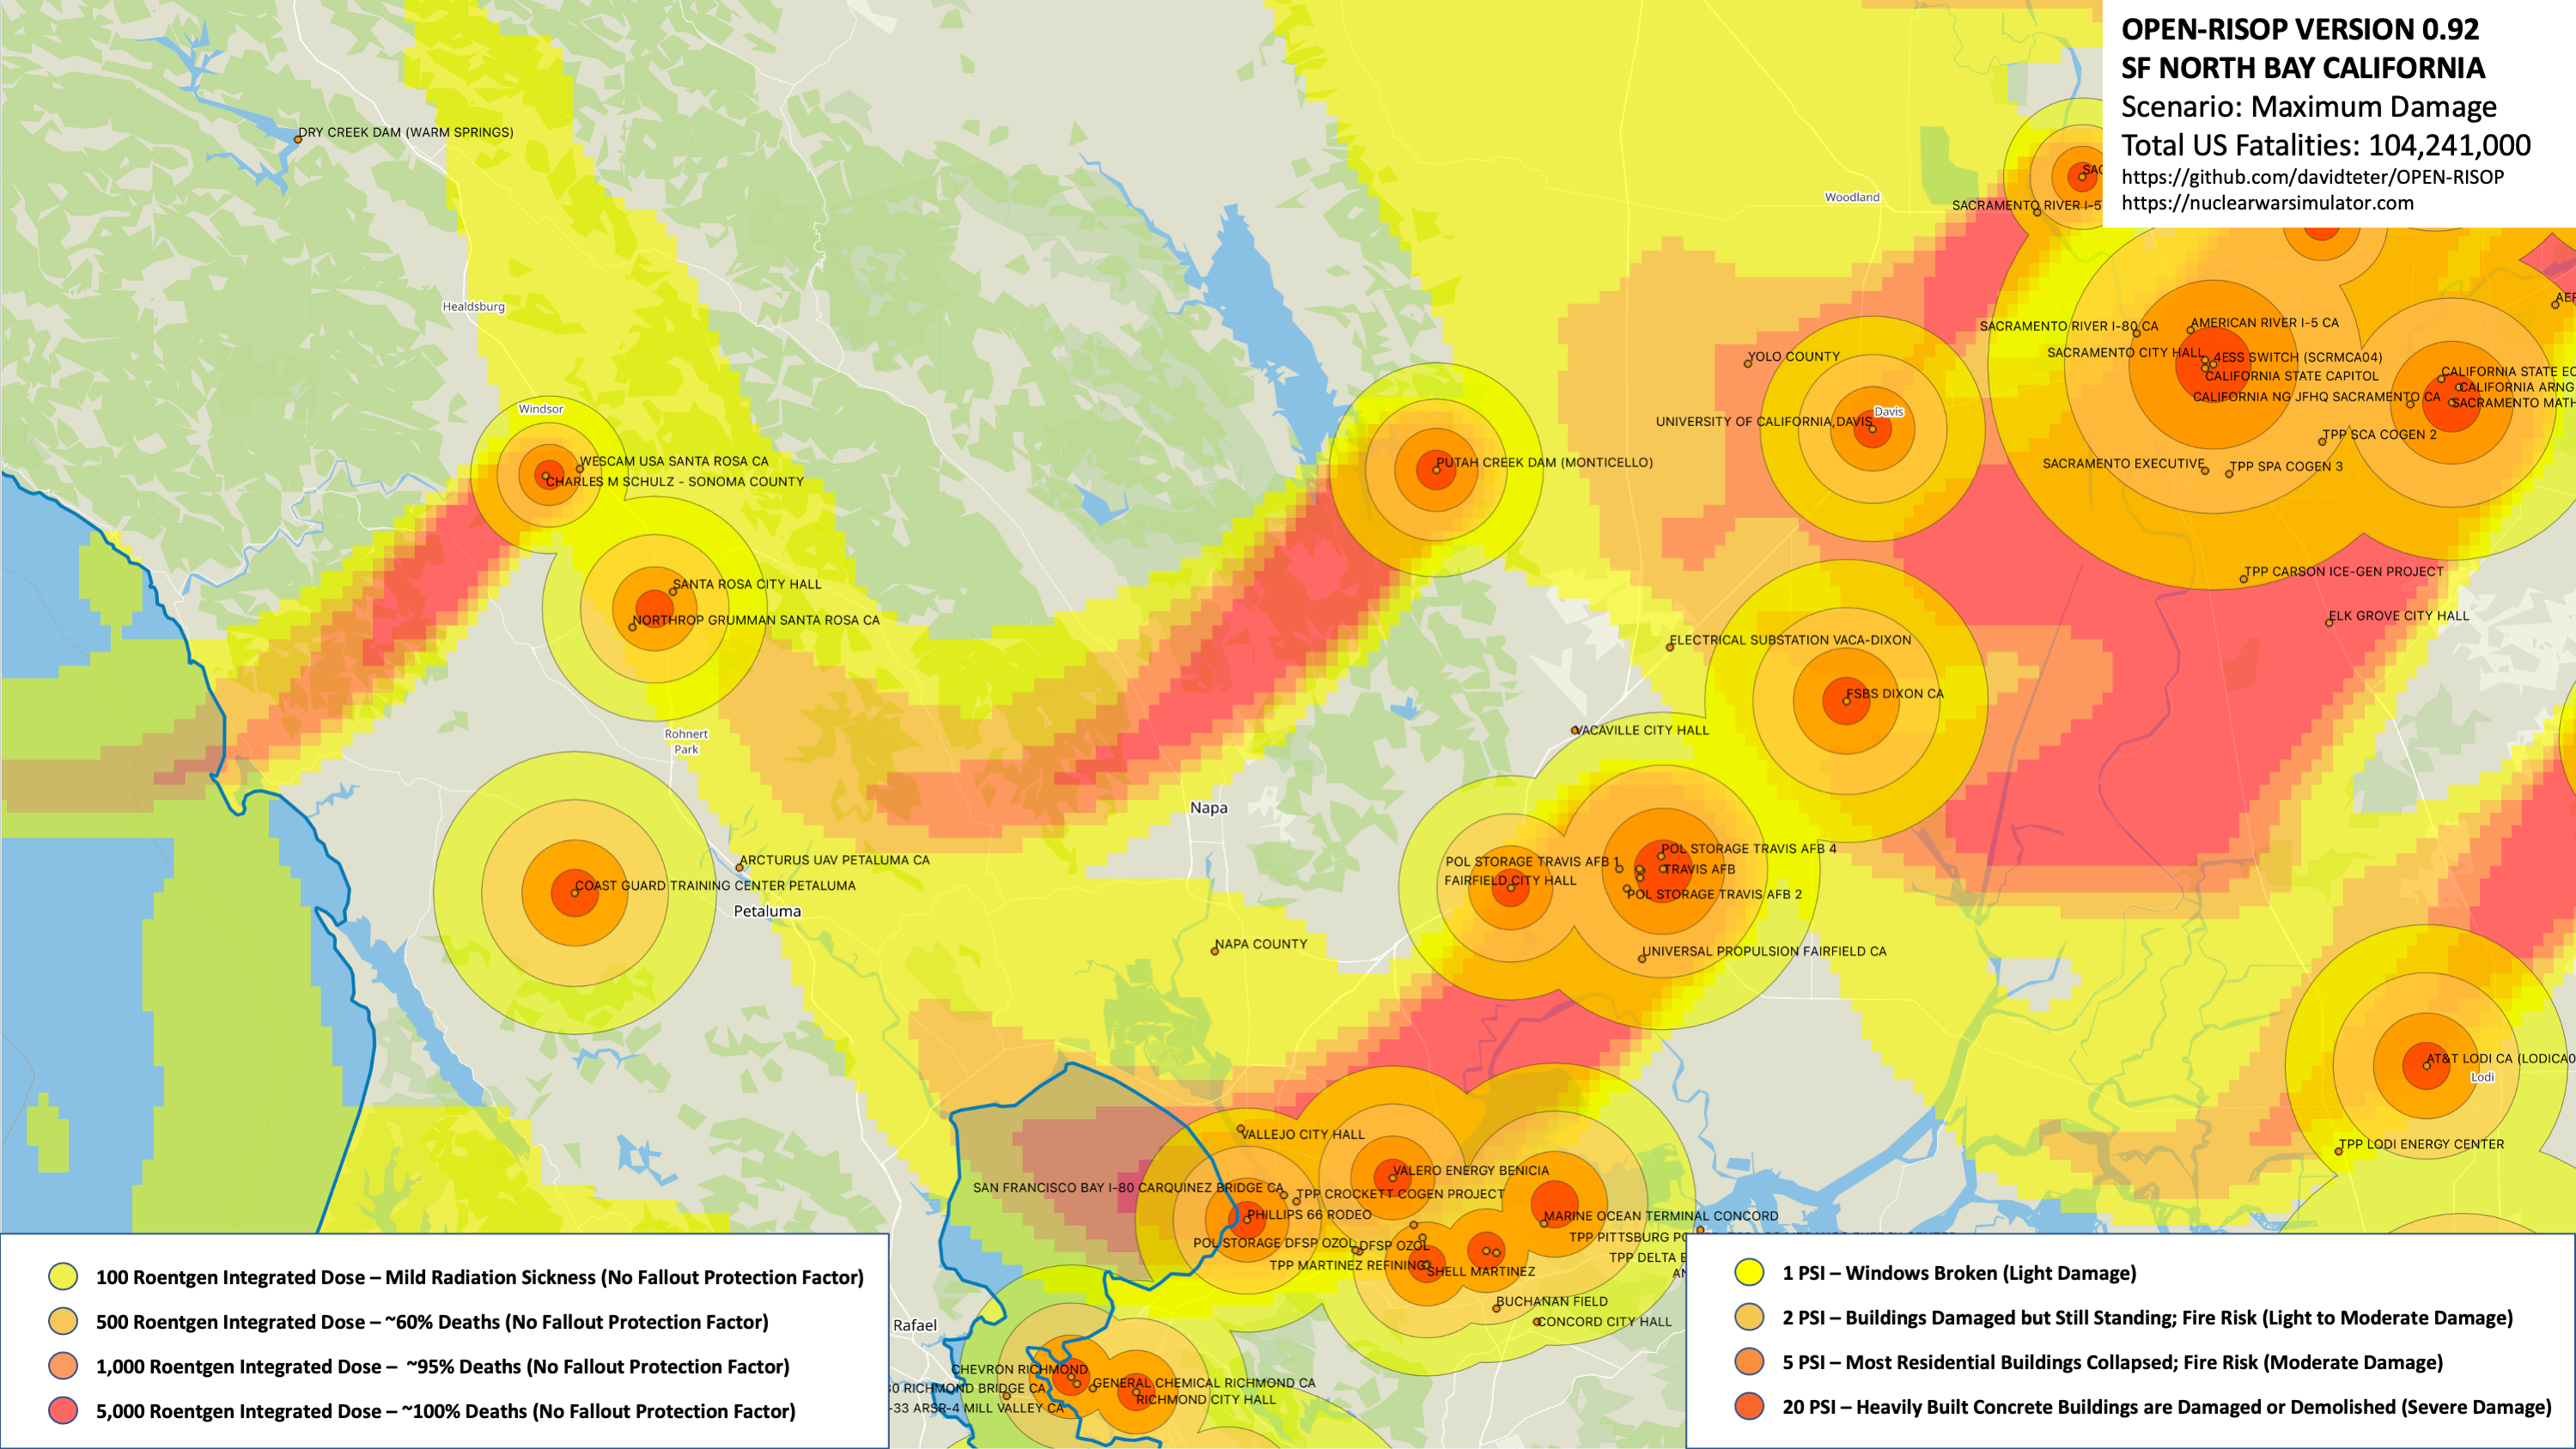 OPEN-RISOP VERSION 0.92
SF NORTH BAY CALIFORNIA
Scenario: Maximum Damage
Total US Fatalities: 104,241,000
https://github.com/davidteter/OPEN-RISOP
https://nuclearwarsimulator.com
DRY CREEK DAM (WARM SPRINGS)
Healdsburg
Windsor
WESCAM USA SANTA ROSA CA
CHARLES M SCHULZ - SONOMA COUNTY
SANTA ROSA CITY HALL
NORTHROP GRUMMAN SANTA ROSA CA
Rohnert
Park
ARCTURUS UAV PETALUMA CA
COAST GUARD TRAINING CENTER PETALUMA
Petaluma
PUTAH CREEK DAM (MONTICELLO)
Napa
NAPA COUNTY
Woodland
SAC
SACRAMENTO RIVER I-5
YOLO COUNTY
UNIVERSITY OF CALIFORNIA, DAVIS
Davis
AER
SACRAMENTO RIVER I-80 CA
AMERICAN RIVER I-5 CA
SACRAMENTO CITY HALL
4ESS SWITCH (SCRMCA04)
CALIFORNIA STATE CAPITOL
CALIFORNIA STATE EO
CALIFORNIA ARNG
CALIFORNIA NG JFHQ SACRAMENTO CA
SACRAMENTO MATH
TPP SCA COGEN 2
SACRAMENTO EXECUTIVE
TPP SPA COGEN 3
TPP CARSON ICE-GEN PROJECT
ELK GROVE CITY HALL
ELECTRICAL SUBSTATION VACA-DIXON
FSBS DIXON CA
VACAVILLE CITY HALL
POL STORAGE TRAVIS AFB 4
POL STORAGE TRAVIS AFB 1
TRAVIS AFB
FAIRFIELD CITY HALL
POL STORAGE TRAVIS AFB 2
UNIVERSAL PROPULSION FAIRFIELD CA
AT&T LODI CA (LODICA0
Lodi
TPP LODI ENERGY CENTER
VALLEJO CITY HALL
VALERO ENERGY BENICIA
SAN FRANCISCO BAY I-80 CARQUINEZ BRIDGE CA
TPP CROCKETT COGEN PROJECT
PHILLIPS 66 RODEO
MARINE OCEAN TERMINAL CONCORD
TPP PITTSBURG PO
POL STORAGE DFSP OZOL
DFSP OZOL
TPP DELTA E
TPP MARTINEZ REFINING
SHELL MARTINEZ
AN
BUCHANAN FIELD
CONCORD CITY HALL
Rafael
CHEVRON RICHMOND
GENERAL CHEMICAL RICHMOND CA
0 RICHMOND BRIDGE CA
RICHMOND CITY HALL
-33 ARSR-4 MILL VALLEY CA
100 Roentgen Integrated Dose – Mild Radiation Sickness (No Fallout Protection Factor)
500 Roentgen Integrated Dose – ~60% Deaths (No Fallout Protection Factor)
1,000 Roentgen Integrated Dose – ~95% Deaths (No Fallout Protection Factor)
5,000 Roentgen Integrated Dose – ~100% Deaths (No Fallout Protection Factor)
1 PSI – Windows Broken (Light Damage)
2 PSI – Buildings Damaged but Still Standing; Fire Risk (Light to Moderate Damage)
5 PSI – Most Residential Buildings Collapsed; Fire Risk (Moderate Damage)
20 PSI – Heavily Built Concrete Buildings are Damaged or Demolished (Severe Damage)